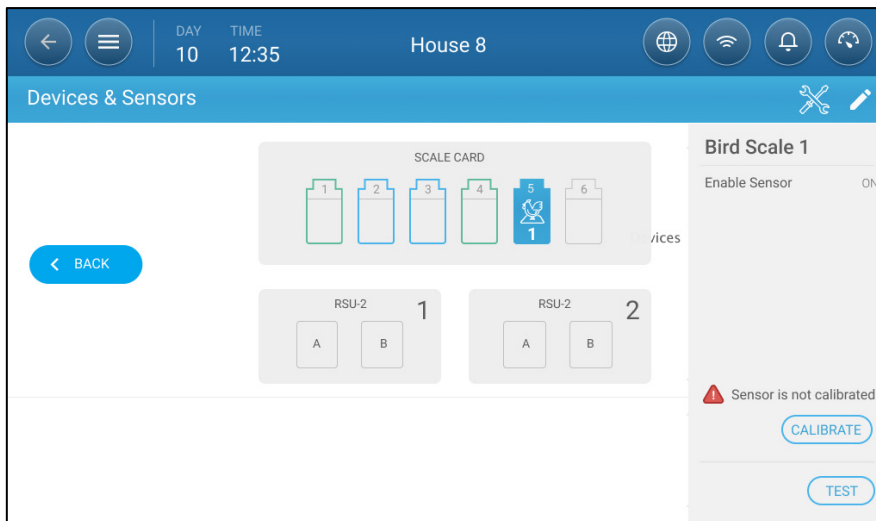 DAY TIME
10 12:35 House 8
Devices & Sensors
SCALE CARD
1 2 3 4 5 6
1
BACK
RSU-2 1
A B
RSU-2 2
A B
Bird Scale 1
Enable Sensor ON
Sensor is not calibrated
CALIBRATE
TEST